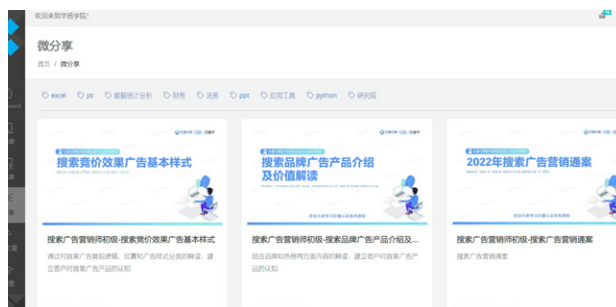 欢迎来到华扬学院！
微分享
首页 / 微分享
excel ps 数据统计分析 财务 法务 ppt 应用工具 python 研究院
搜索竞价效果广告基本样式
搜索品牌广告产品介绍
及价值解读
2022年搜索广告营销通案
搜索广告营销师初级-搜索竞价效果广告基本样式
搜索广告营销师初级-搜索品牌广告产品介绍及...
搜索广告营销师初级-搜索广告营销通案
通过对效果广告展现逻辑、位置和广告样式分类的解读，建
立客户对效果广告产品的认知
结合品牌和热榜两方面内容的解读，建立客户对效果广告产
品的认知
搜索广告营销通案